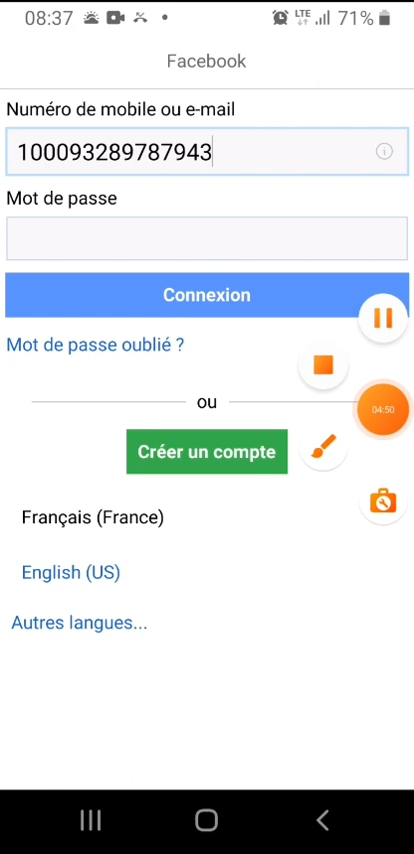 08:37 LTE 71%
Facebook
Numéro de mobile ou e-mail
100093289787943
Mot de passe
Connexion
Mot de passe oublié ?
ou
04:50
Créer un compte
Français (France)
English (US)
Autres langues...